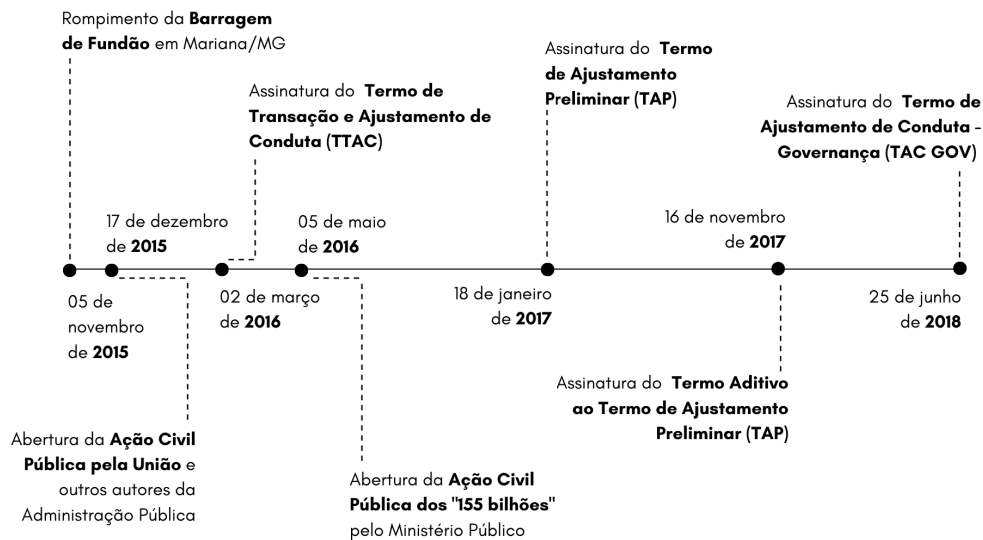 Rompimento da Barragem
de Fundão em Mariana/MG
Assinatura do Termo de
Transação e Ajustamento de
Conduta (TTAC)
Assinatura do Termo
de Ajustamento
Preliminar (TAP)
Assinatura do Termo de
Ajustamento de Conduta -
Governança (TAC GOV)
17 de dezembro
de 2015
05 de maio
de 2016
16 de novembro
de 2017
05 de
novembro
de 2015
02 de março
de 2016
18 de janeiro
de 2017
25 de junho
de 2018
Abertura da Ação Civil
Pública pela União e
outros autores da
Administração Pública
Abertura da Ação Civil
Pública dos "155 bilhões"
pelo Ministério Público
Assinatura do Termo Aditivo
ao Termo de Ajustamento
Preliminar (TAP)